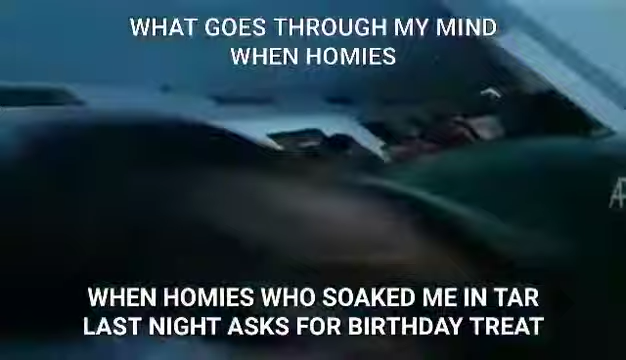 WHAT GOES THROUGH MY MIND
WHEN HOMIES
WHEN HOMIES WHO SOAKED ME IN TAR
LAST NIGHT ASKS FOR BIRTHDAY TREAT